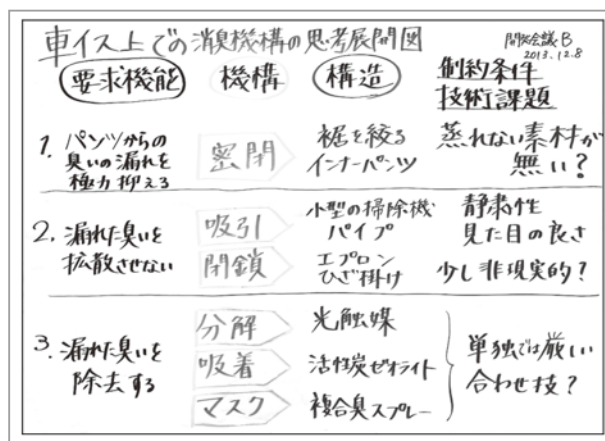 車イス上での消臭機構の思考展開図
開発会議B
2013.12.8
要求機能 機構 構造 制約条件
技術課題
1. パンツからの
臭いの漏れを
極力抑える
密閉
裾を絞る
インナーパンツ
蒸れない素材が
無い?
2. 漏れた臭いを
拡散させない
吸引
閉鎖
小型の掃除機
パイプ
エプロン
ひざ掛け
静粛性
見た目の良さ
少し非現実的?
3. 漏れた臭いを
除去する
分解
吸着
マスク
光触媒
活性炭ゼオライト
複合臭スプレー
単独では厳しい
合わせ技?